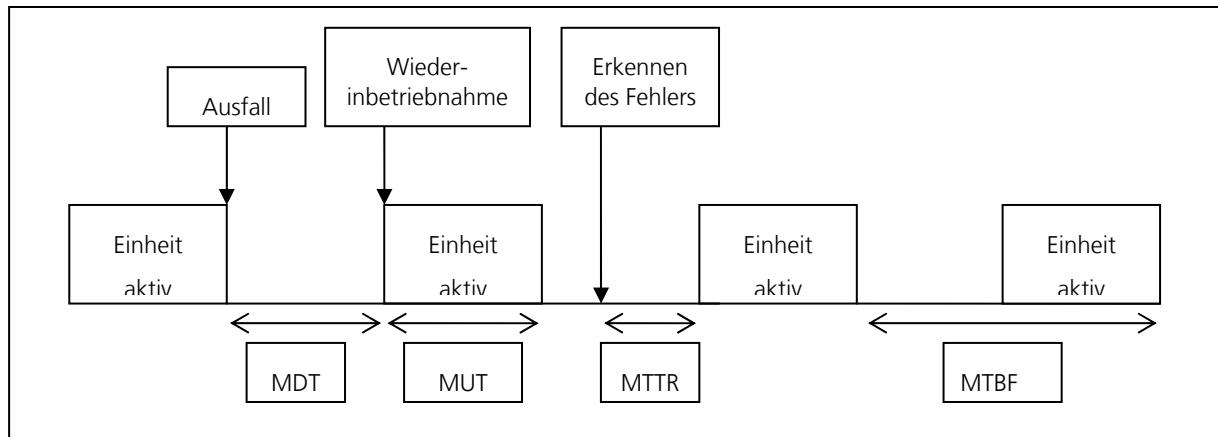 Ausfall
Wieder-
inbetriebnahme
Erkennen
des Fehlers
Einheit
aktiv
Einheit
aktiv
Einheit
aktiv
Einheit
aktiv
MDT
MUT
MTTR
MTBF